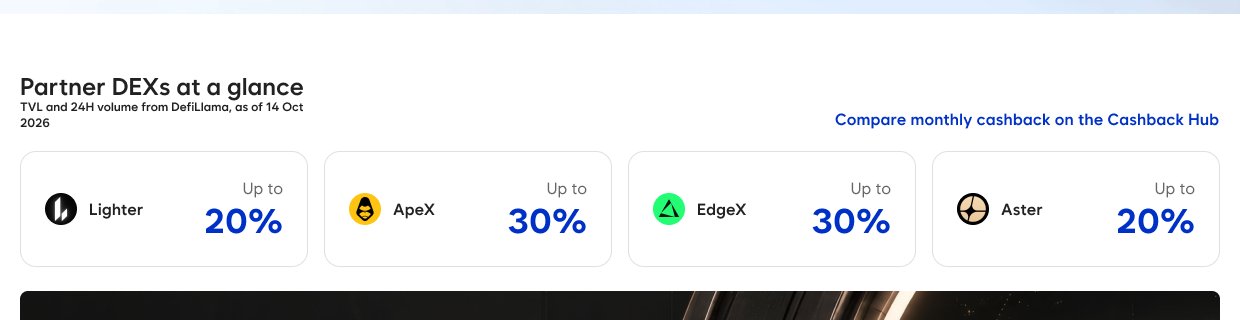 Partner DEXs at a glance
TVL and 24H volume from DefiLlama, as of 14 Oct
2026
Compare monthly cashback on the Cashback Hub
Lighter
Up to
20%
ApeX
Up to
30%
EdgeX
Up to
30%
Aster
Up to
20%